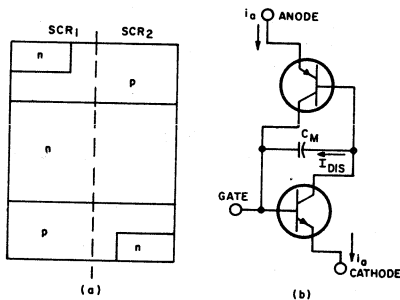 SCR1 SCR2
n
p
n
p
n
(a)
ia
ANODE
CM
IDIS
GATE
ia
CATHODE
(b)